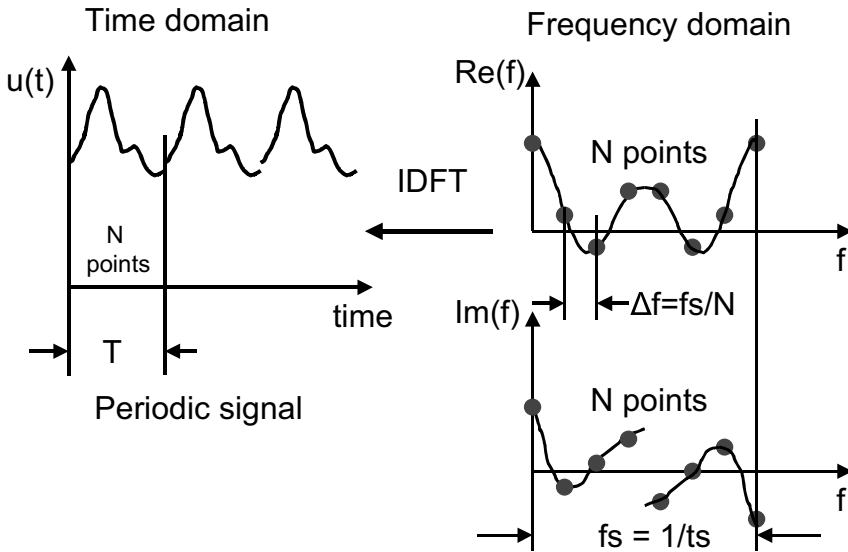 Time domain
u(t)
N
points
time
T
Periodic signal
IDFT
Frequency domain
Re(f)
N points
f
Δf=fs/N
Im(f)
N points
f
fs = 1/ts